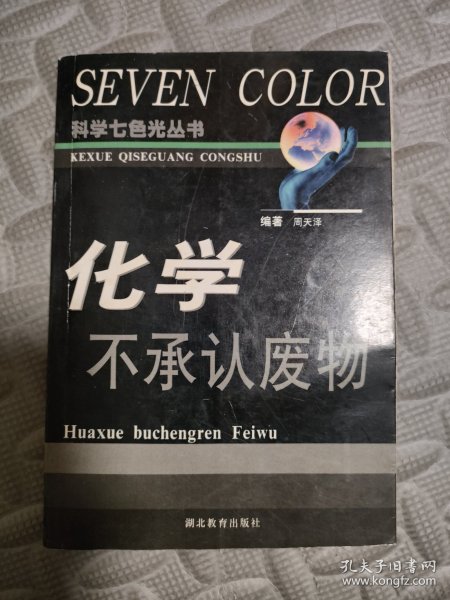 SEVEN COLOR
科学七色光丛书
KEXUE QISEGUANG CONGSHU
编著 周天泽
化学
不承认废物
Huaxue buchengren Feiwu
湖北教育出版社
孔夫子旧书网
www.kongfz.com